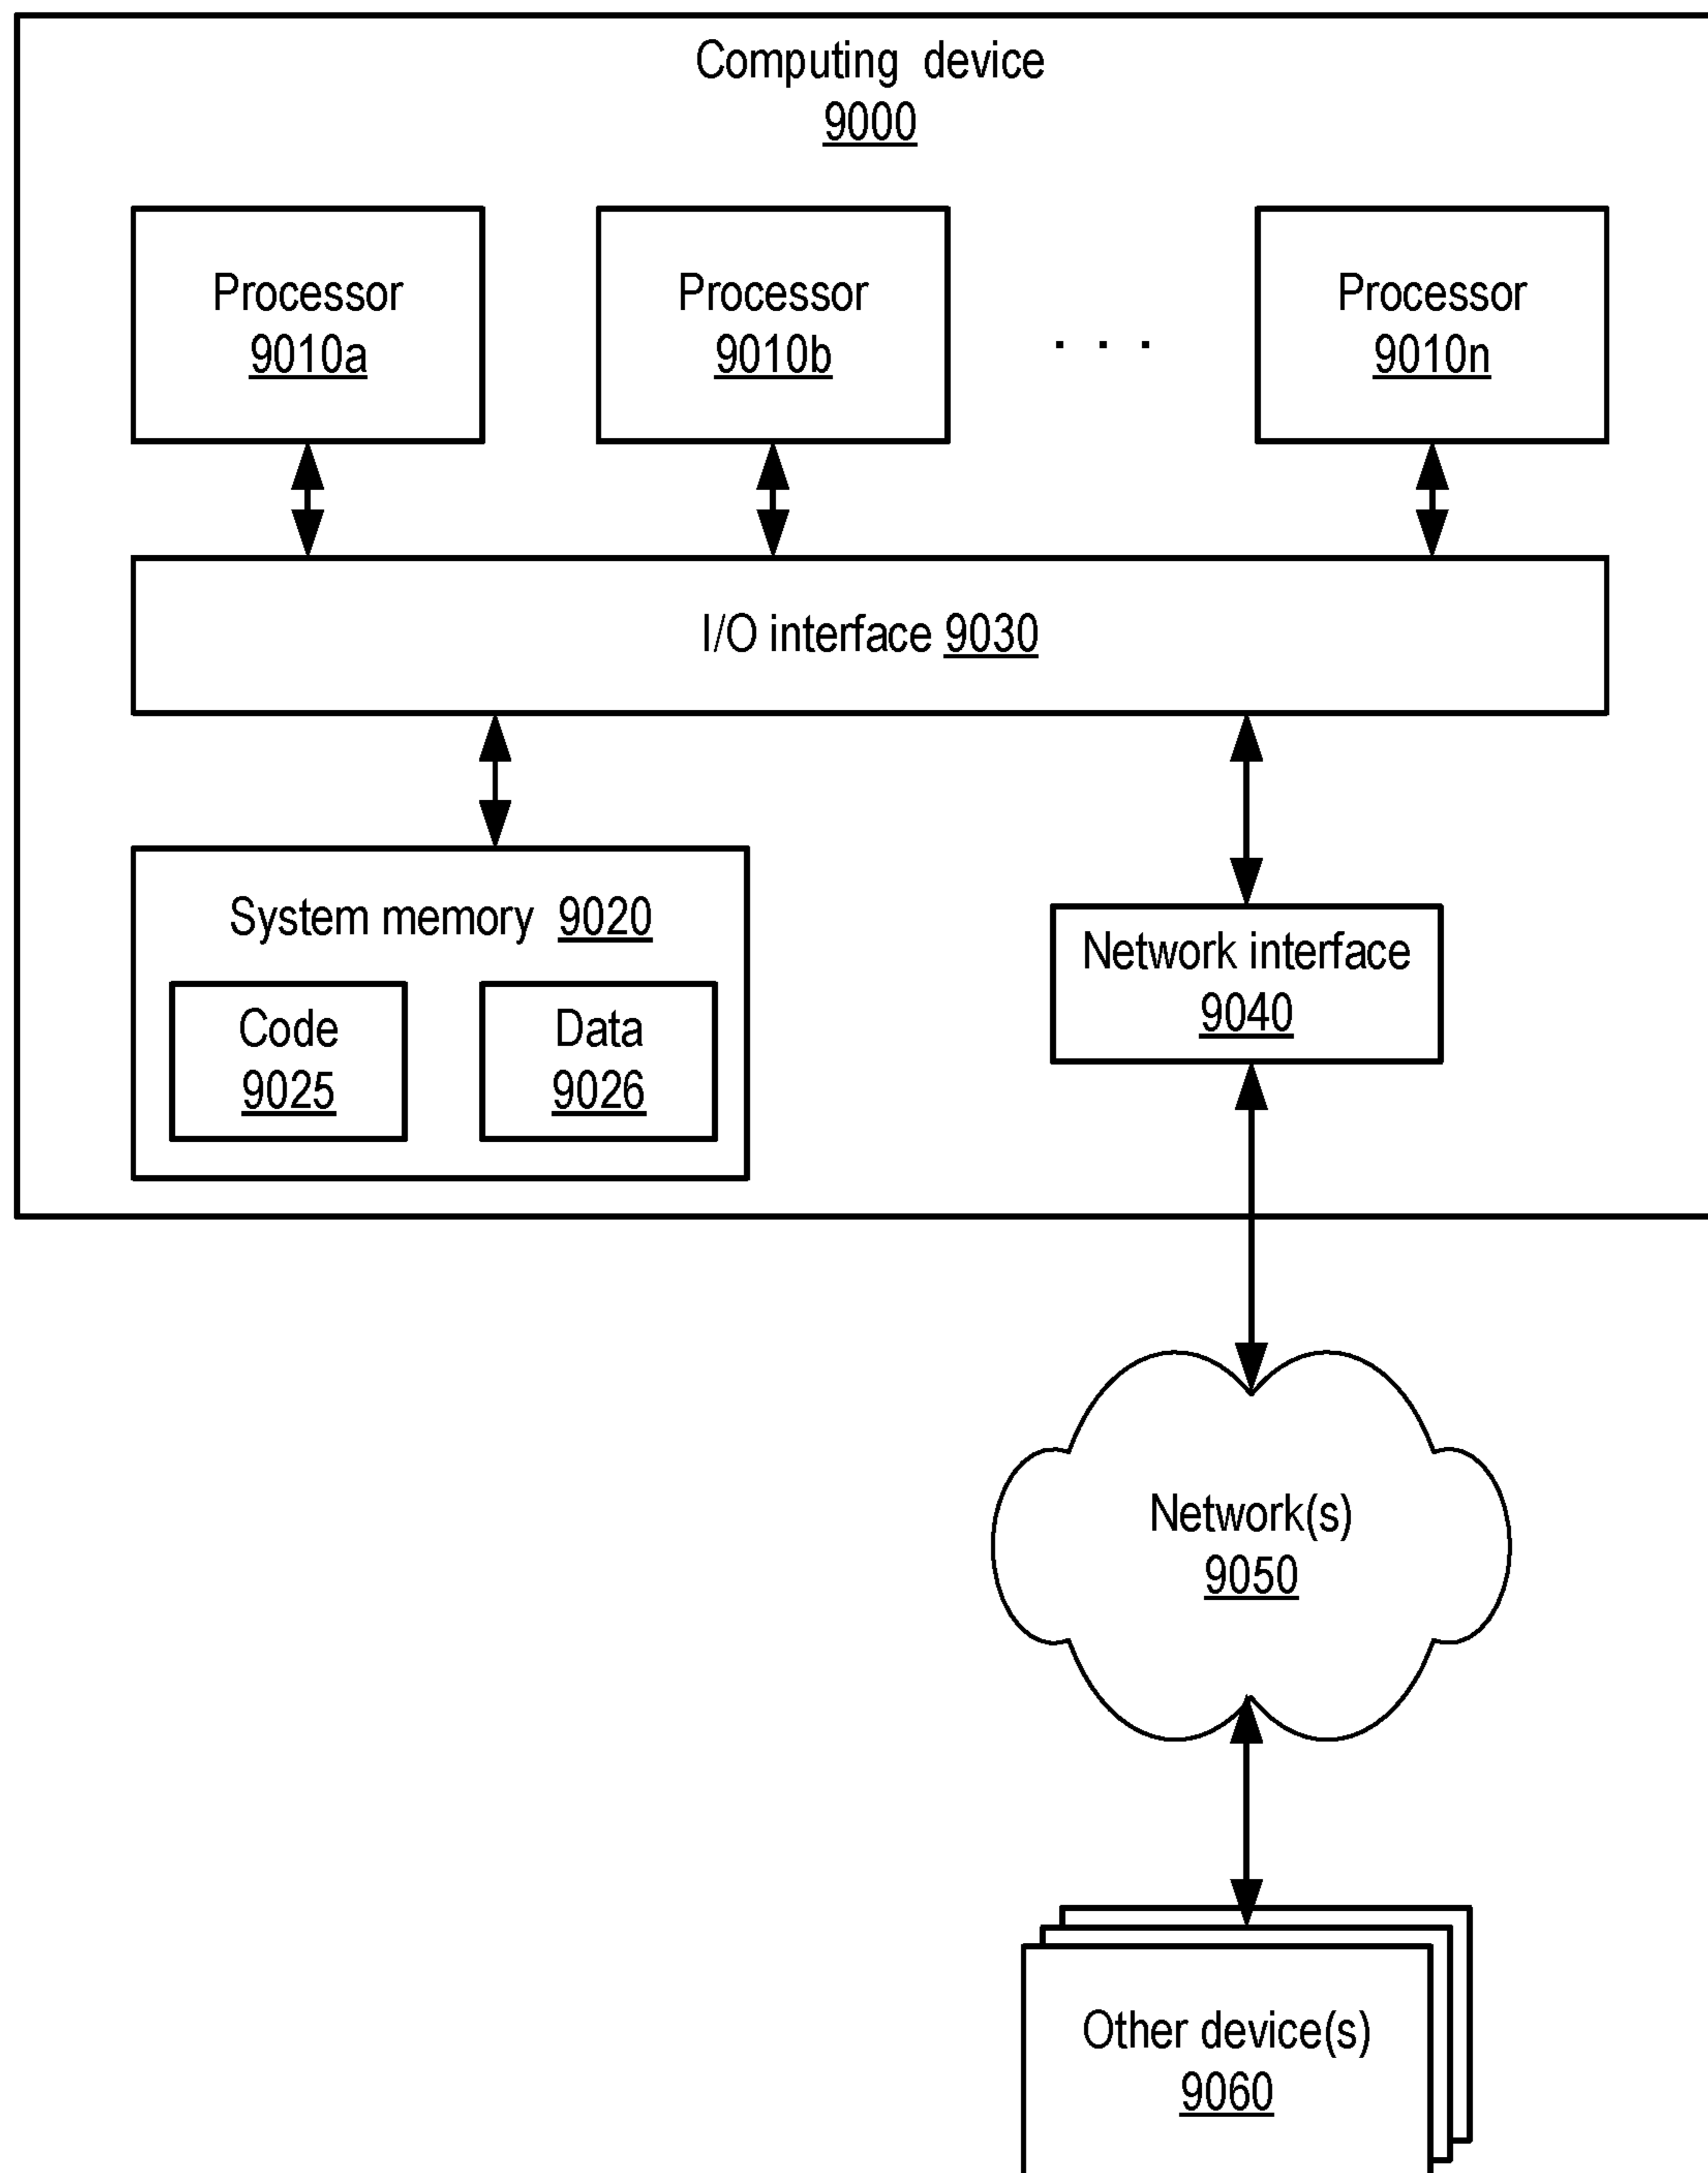 Computing device
9000
Processor
9010a
Processor
9010b
. . .
Processor
9010n
I/O interface 9030
System memory 9020
Code
9025
Data
9026
Network interface
9040
Network(s)
9050
Other device(s)
9060